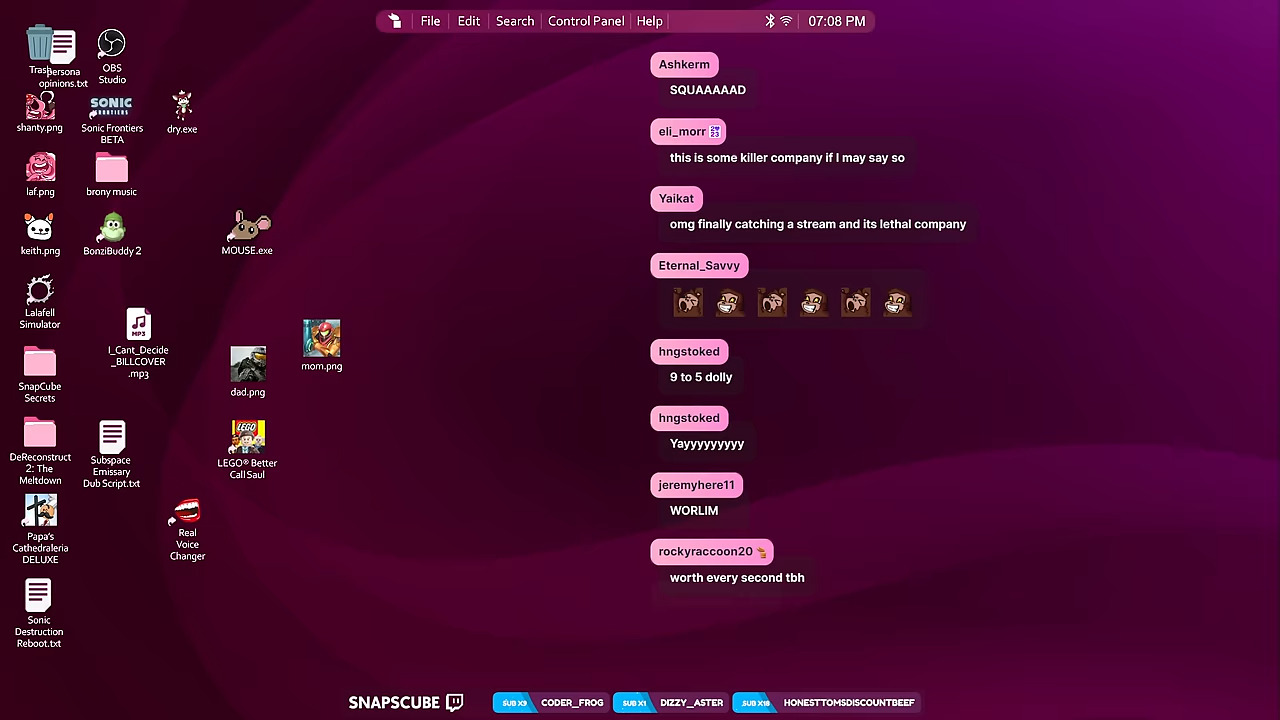 File Edit Search Control Panel Help 07:08 PM
Trash
persona
opinions.txt
OBS
Studio
shanty.png
SONIC
FRONTIERS
Sonic Frontiers
BETA
dry.exe
laf.png
brony music
keith.png
BonziBuddy 2
MOUSE.exe
Lalafell
Simulator
MP3
I_Cant_Decide
_BILLCOVER
.mp3
mom.png
SnapCube
Secrets
dad.png
DeReconstruct
2: The
Meltdown
Subspace
Emissary
Dub Script.txt
LEGO
LEGO® Better
Call Saul
Papa's
Cathedraleria
DELUXE
Real
Voice
Changer
Sonic
Destruction
Reboot.txt
Ashkerm
SQUAAAAAD
eli_morr
this is some killer company if I may say so
Yaikat
omg finally catching a stream and its lethal company
Eternal_Savvy
hngstoked
9 to 5 dolly
hngstoked
Yayyyyyyyyy
jeremyhere11
WORLIM
rockyraccoon20
worth every second tbh
SNAPSCUBE
SUB X9 CODER_FROG
SUB X1 DIZZY_ASTER
SUB X18 HONESTTOMSDISCOUNTBEEF